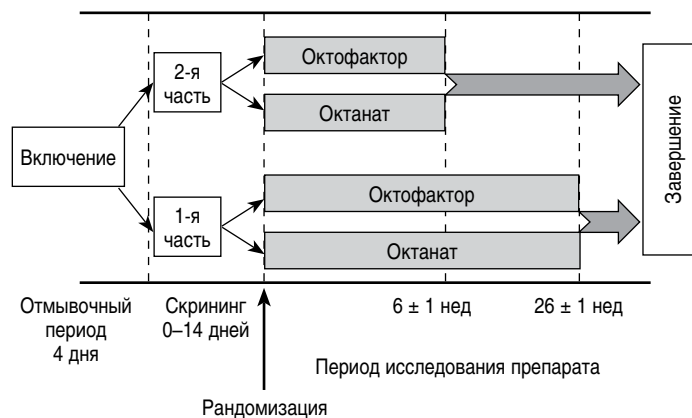 Октофактор
2-я
часть
Октанат
Включение
Завершение
Октофактор
1-я
часть
Октанат
Отмывочный
период
4 дня
Скрининг
0–14 дней
6 ± 1 нед
26 ± 1 нед
Период исследования препарата
Рандомизация